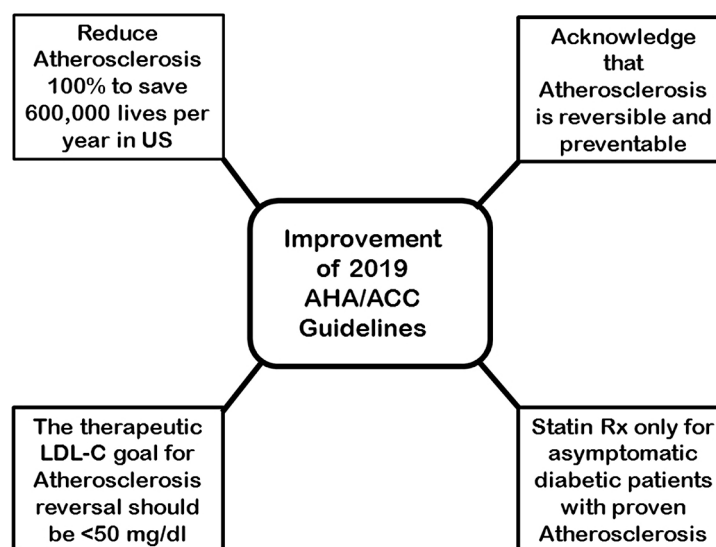 Reduce
Atherosclerosis
100% to save
600,000 lives per
year in US
Acknowledge
that
Atherosclerosis
is reversible and
preventable
Improvement
of 2019
AHA/ACC
Guidelines
The therapeutic
LDL-C goal for
Atherosclerosis
reversal should
be <50 mg/dl
Statin Rx only for
asymptomatic
diabetic patients
with proven
Atherosclerosis